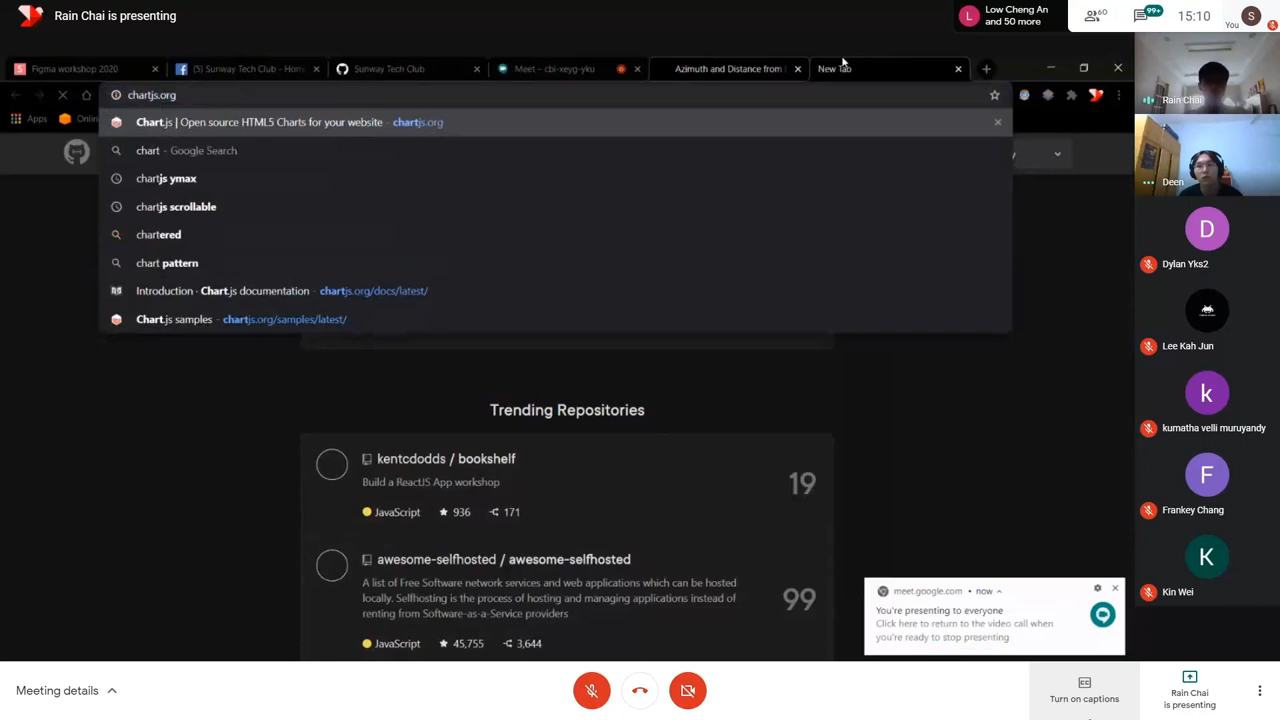 Rain Chai is presenting
L
Low Cheng An
and 50 more
60
99+
15:10
You
S
Figma workshop 2020
(5) Sunway Tech Club - Hom
Sunway Tech Club
Meet – cbi-xeyg-yku
Azimuth and Distance from
New Tab
chartjs.org
Apps
Onlin
Chart.js | Open source HTML5 Charts for your website - chartjs.org
chart - Google Search
chartjs ymax
chartjs scrollable
chartered
chart pattern
Introduction · Chart.js documentation - chartjs.org/docs/latest/
Chart.js samples - chartjs.org/samples/latest/
Trending Repositories
kentcdodds / bookshelf
Build a ReactJS App workshop
19
JavaScript 936 171
awesome-selfhosted / awesome-selfhosted
A list of Free Software network services and web applications which can be hosted
locally. Selfhosting is the process of hosting and managing applications instead of
renting from Software-as-a-Service providers
99
JavaScript 45,755 3,644
meet.google.com • now
You're presenting to everyone
Click here to return to the video call when
you're ready to stop presenting
Rain Chai
Deen
D
Dylan Yks2
Lee Kah Jun
k
kumatha velli muruyandy
F
Frankey Chang
K
Kin Wei
Meeting details
Turn on captions
Rain Chai
is presenting